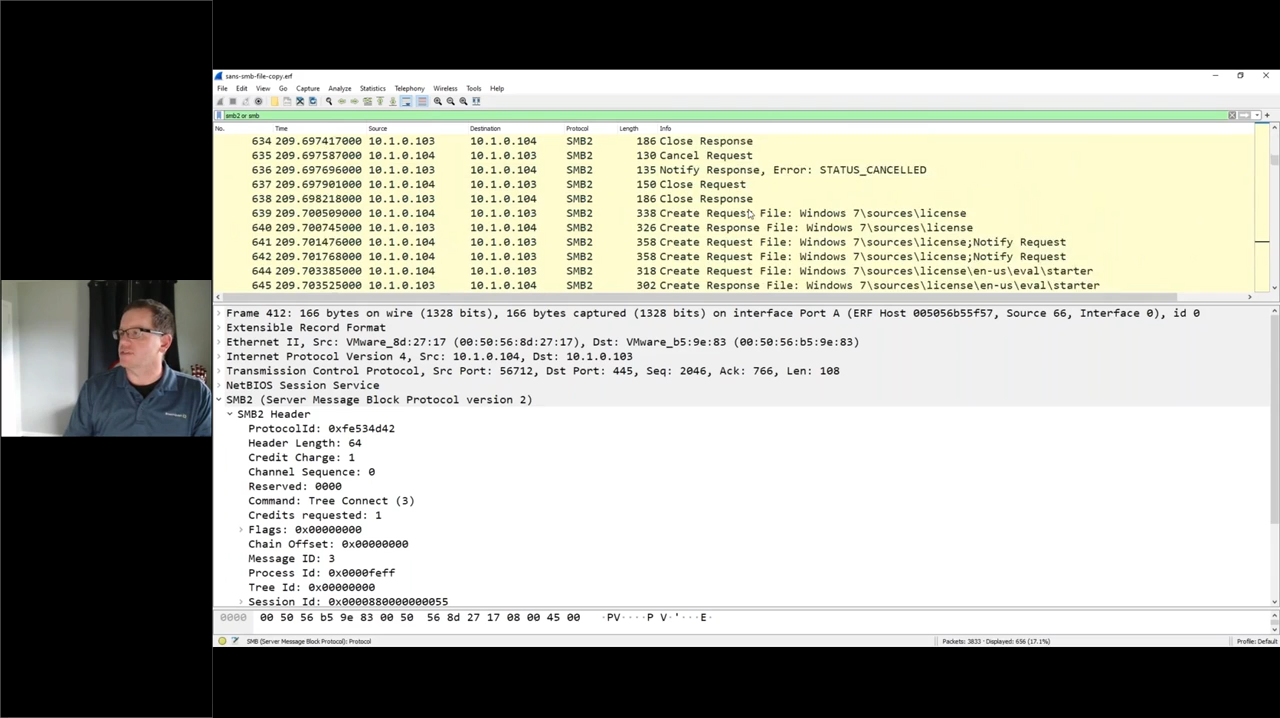 sans-smb-file-copy.erf
File Edit View Go Capture Analyze Statistics Telephony Wireless Tools Help
smb2 or smb
No. Time Source Destination Protocol Length Info
634 209.697417000 10.1.0.103 10.1.0.104 SMB2 186 Close Response
635 209.697587000 10.1.0.104 10.1.0.103 SMB2 130 Cancel Request
636 209.697696000 10.1.0.103 10.1.0.104 SMB2 135 Notify Response, Error: STATUS_CANCELLED
637 209.697901000 10.1.0.104 10.1.0.103 SMB2 150 Close Request
638 209.698218000 10.1.0.103 10.1.0.104 SMB2 186 Close Response
639 209.700509000 10.1.0.104 10.1.0.103 SMB2 338 Create Request File: Windows 7\sources\license
640 209.700745000 10.1.0.103 10.1.0.104 SMB2 326 Create Response File: Windows 7\sources\license
641 209.701476000 10.1.0.104 10.1.0.103 SMB2 358 Create Request File: Windows 7\sources\license;Notify Request
642 209.701768000 10.1.0.104 10.1.0.103 SMB2 358 Create Request File: Windows 7\sources\license;Notify Request
644 209.703385000 10.1.0.104 10.1.0.103 SMB2 318 Create Request File: Windows 7\sources\license\en-us\eval\starter
645 209.703525000 10.1.0.103 10.1.0.104 SMB2 302 Create Response File: Windows 7\sources\license\en-us\eval\starter
Frame 412: 166 bytes on wire (1328 bits), 166 bytes captured (1328 bits) on interface Port A (ERF Host 005056b55f57, Source 66, Interface 0), id 0
Extensible Record Format
Ethernet II, Src: VMware_8d:27:17 (00:50:56:8d:27:17), Dst: VMware_b5:9e:83 (00:50:56:b5:9e:83)
Internet Protocol Version 4, Src: 10.1.0.104, Dst: 10.1.0.103
Transmission Control Protocol, Src Port: 56712, Dst Port: 445, Seq: 2046, Ack: 766, Len: 108
NetBIOS Session Service
SMB2 (Server Message Block Protocol version 2)
SMB2 Header
ProtocolId: 0xfe534d42
Header Length: 64
Credit Charge: 1
Channel Sequence: 0
Reserved: 0000
Command: Tree Connect (3)
Credits requested: 1
Flags: 0x00000000
Chain Offset: 0x00000000
Message ID: 3
Process Id: 0x0000feff
Tree Id: 0x00000000
Session Id: 0x0000880000000055
0000 00 50 56 b5 9e 83 00 50 56 8d 27 17 08 00 45 00 ·PV····P V·'···E·
SMB (Server Message Block Protocol): Protocol
Packets: 3833 · Displayed: 656 (17.1%)
Profile: Default